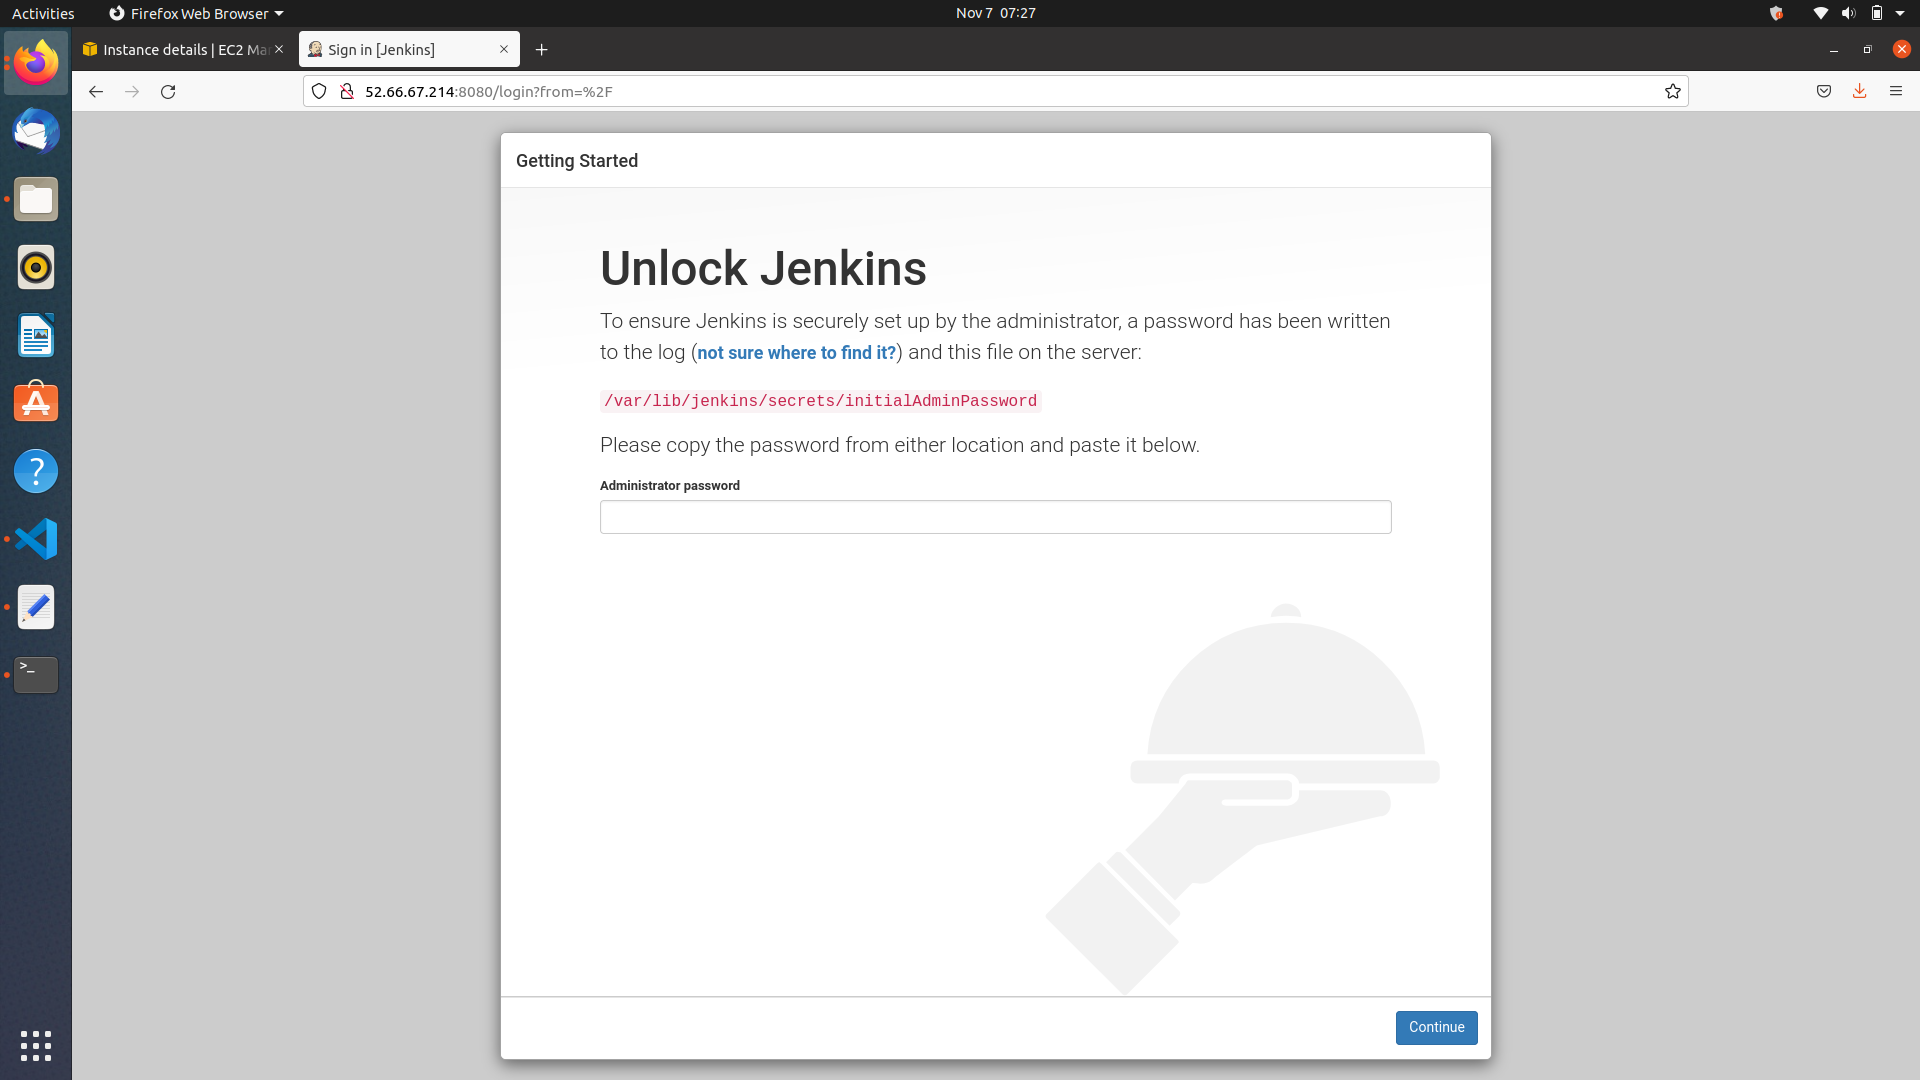 Activities
Firefox Web Browser
Nov 7 07:27
Instance details | EC2 Mar
Sign in [Jenkins]
52.66.67.214:8080/login?from=%2F
Getting Started
Unlock Jenkins
To ensure Jenkins is securely set up by the administrator, a password has been written
to the log (not sure where to find it?) and this file on the server:
/var/lib/jenkins/secrets/initialAdminPassword
Please copy the password from either location and paste it below.
Administrator password
Continue